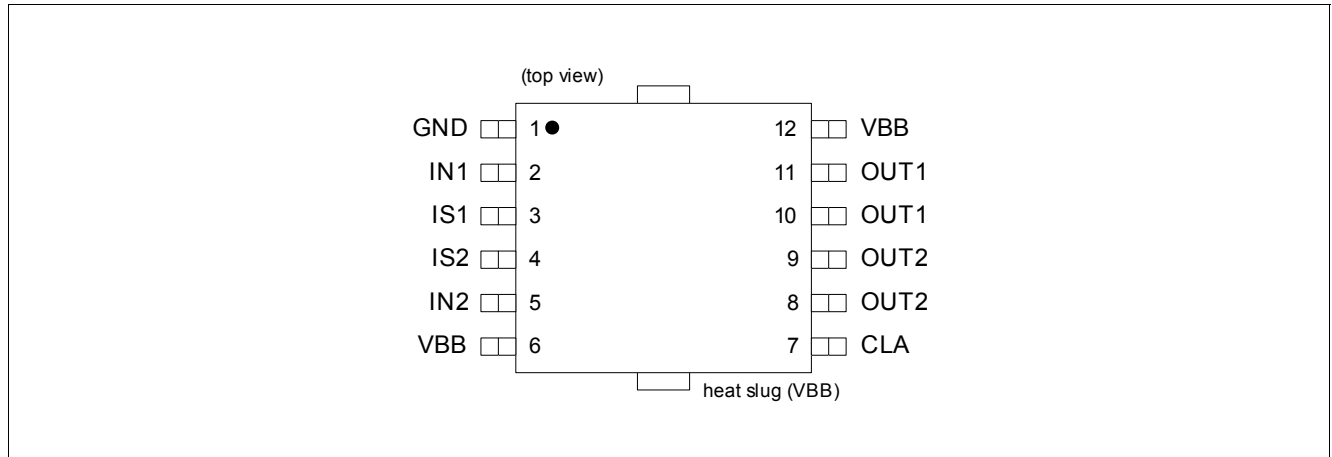 (top view)
GND 1 12 VBB
IN1 2 11 OUT1
IS1 3 10 OUT1
IS2 4 9 OUT2
IN2 5 8 OUT2
VBB 6 7 CLA
heat slug (VBB)